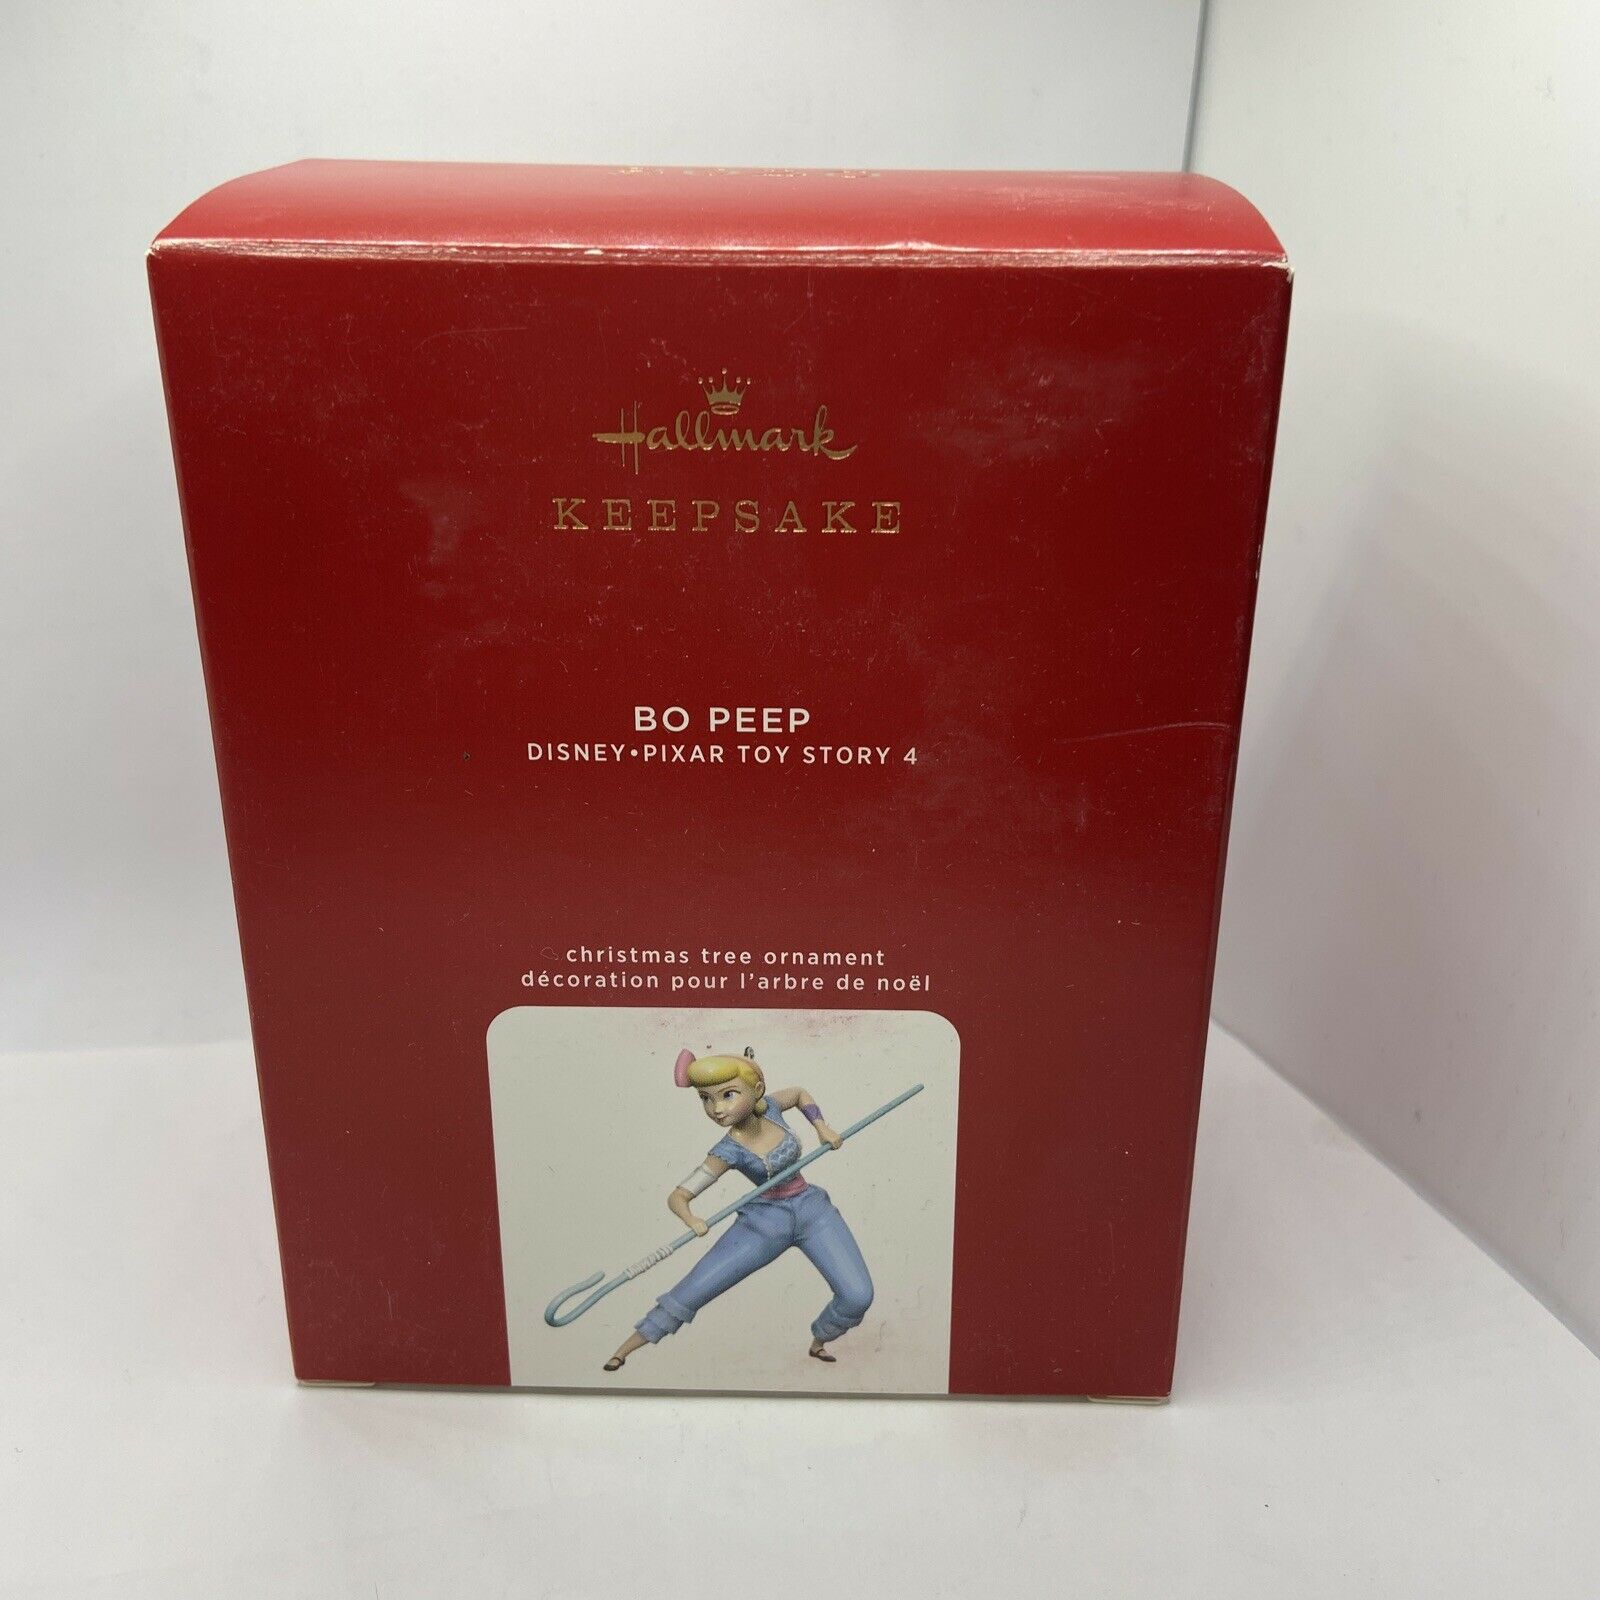 Hallmark
KEEPSAKE
BO PEEP
DISNEY•PIXAR TOY STORY 4
christmas tree ornament
décoration pour l'arbre de noël